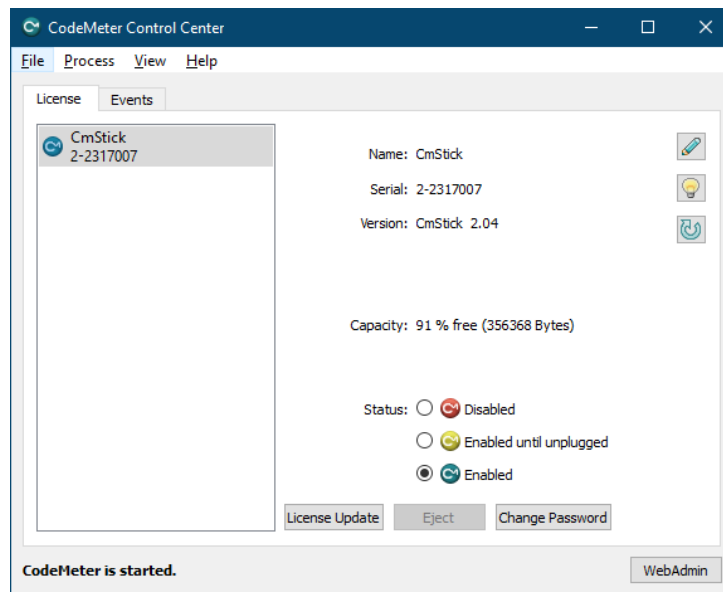 CodeMeter Control Center
File Process View Help
License Events
CmStick
2-2317007
Name: CmStick
Serial: 2-2317007
Version: CmStick 2.04
Capacity: 91 % free (356368 Bytes)
Status: Disabled
Enabled until unplugged
Enabled
License Update Eject Change Password
CodeMeter is started. WebAdmin